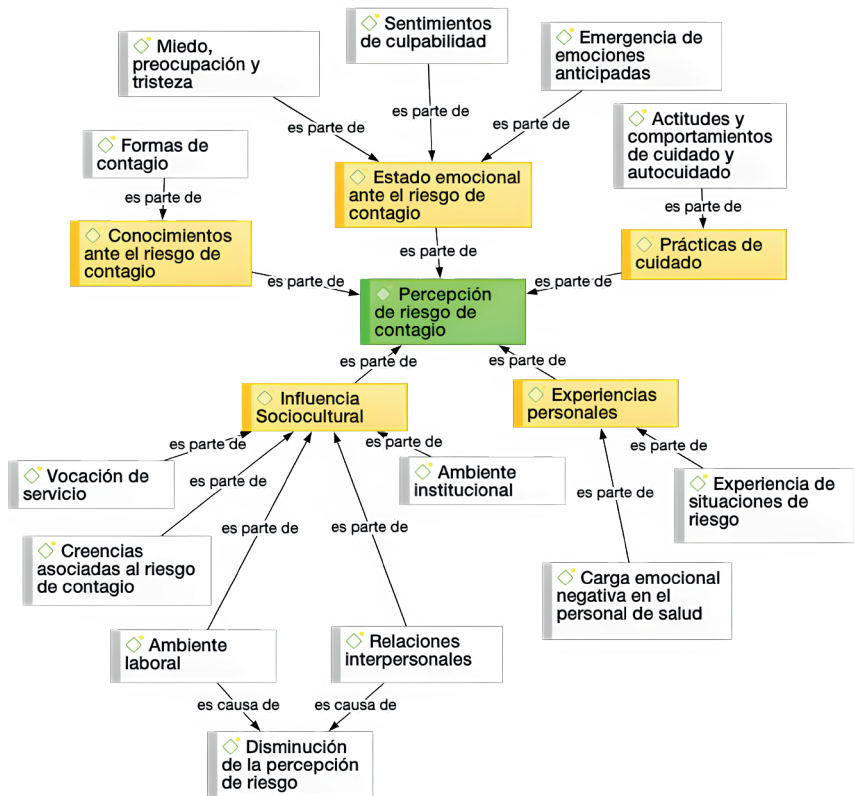 Miedo,
preocupación y
tristeza
Sentimientos
de culpabilidad
Emergencia de
emociones
anticipadas
es parte de
es parte de
es parte de
Formas de
contagio
Actitudes y
comportamientos
de cuidado y
autocuidado
es parte de
es parte de
Estado emocional
ante el riesgo de
contagio
Conocimientos
ante el riesgo de
contagio
Prácticas de
cuidado
es parte de
es parte de
es parte de
Percepción
de riesgo de
contagio
es parte de
es parte de
Influencia
Sociocultural
Experiencias
personales
es parte de
es parte de
es parte de
Vocación de
servicio
es parte de
Ambiente
institucional
es parte de
Experiencia de
situaciones de
riesgo
es parte de
es parte de
Creencias
asociadas al riesgo
de contagio
Carga emocional
negativa en el
personal de salud
Ambiente
laboral
Relaciones
interpersonales
es causa de
es causa de
Disminución
de la percepción
de riesgo